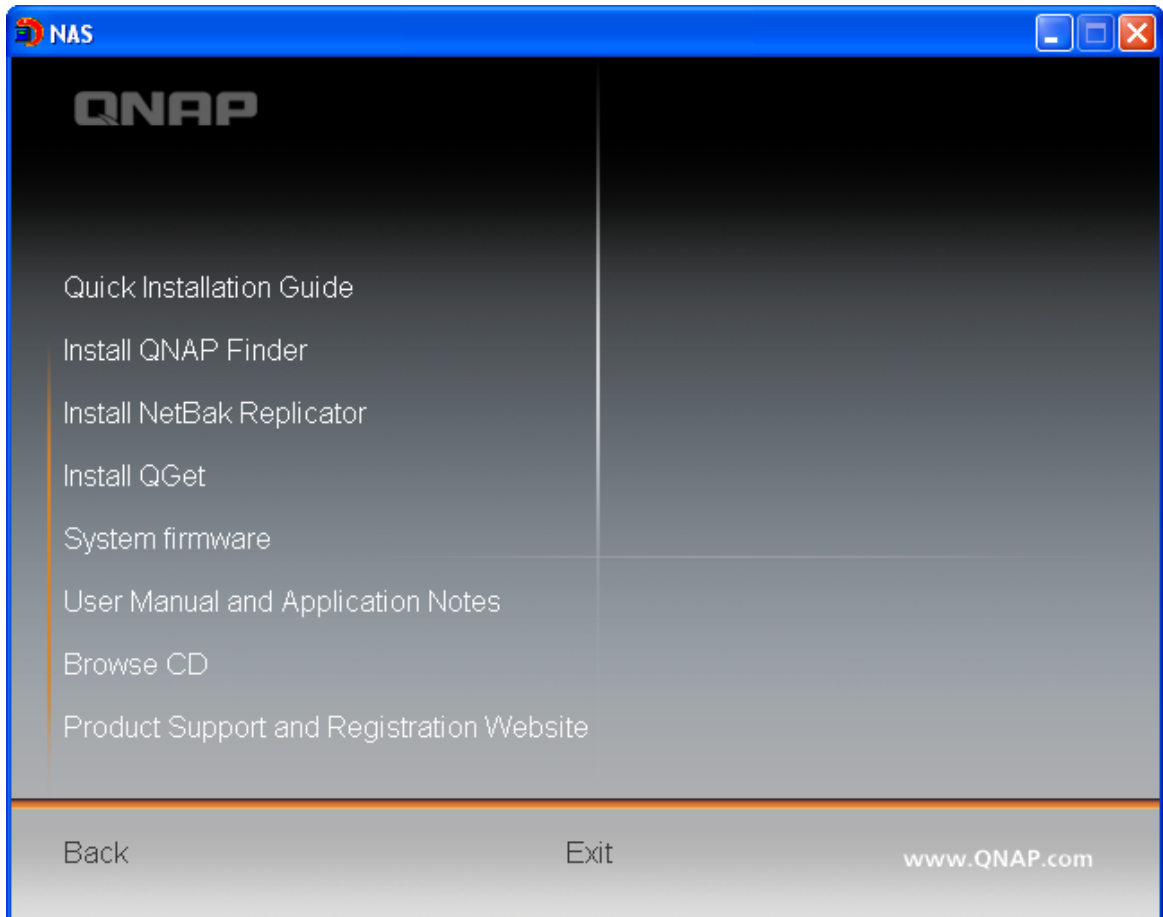 NAS
QNAP
Quick Installation Guide
Install QNAP Finder
Install NetBak Replicator
Install QGet
System firmware
User Manual and Application Notes
Browse CD
Product Support and Registration Website
Back Exit www.QNAP.com